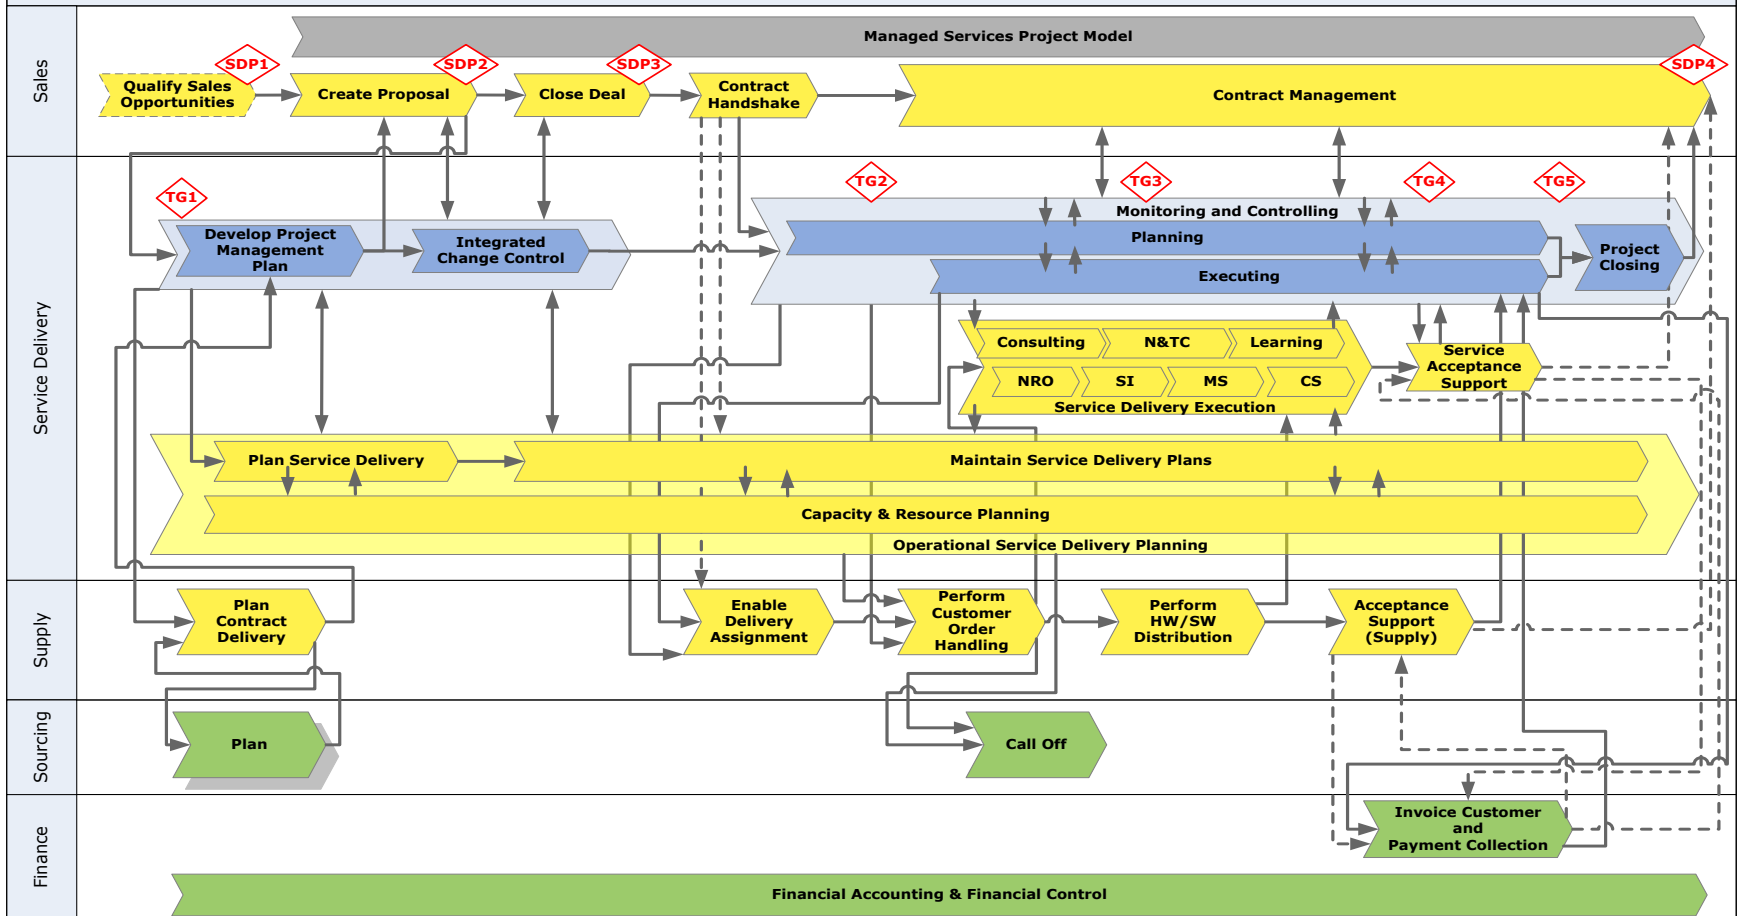 Sales
Managed Services Project Model
SDP1
SDP2
SDP3
SDP4
Qualify Sales
Opportunities
Create Proposal
Close Deal
Contract
Handshake
Contract Management
Service Delivery
TG1
TG2
TG3
TG4
TG5
Develop Project
Management
Plan
Integrated
Change Control
Monitoring and Controlling
Planning
Executing
Project
Closing
Consulting
N&TC
Learning
NRO
SI
MS
CS
Service Delivery Execution
Service
Acceptance
Support
Plan Service Delivery
Maintain Service Delivery Plans
Capacity & Resource Planning
Operational Service Delivery Planning
Supply
Plan
Contract
Delivery
Enable
Delivery
Assignment
Perform
Customer
Order
Handling
Perform
HW/SW
Distribution
Acceptance
Support
(Supply)
Sourcing
Plan
Call Off
Finance
Invoice Customer
and
Payment Collection
Financial Accounting & Financial Control